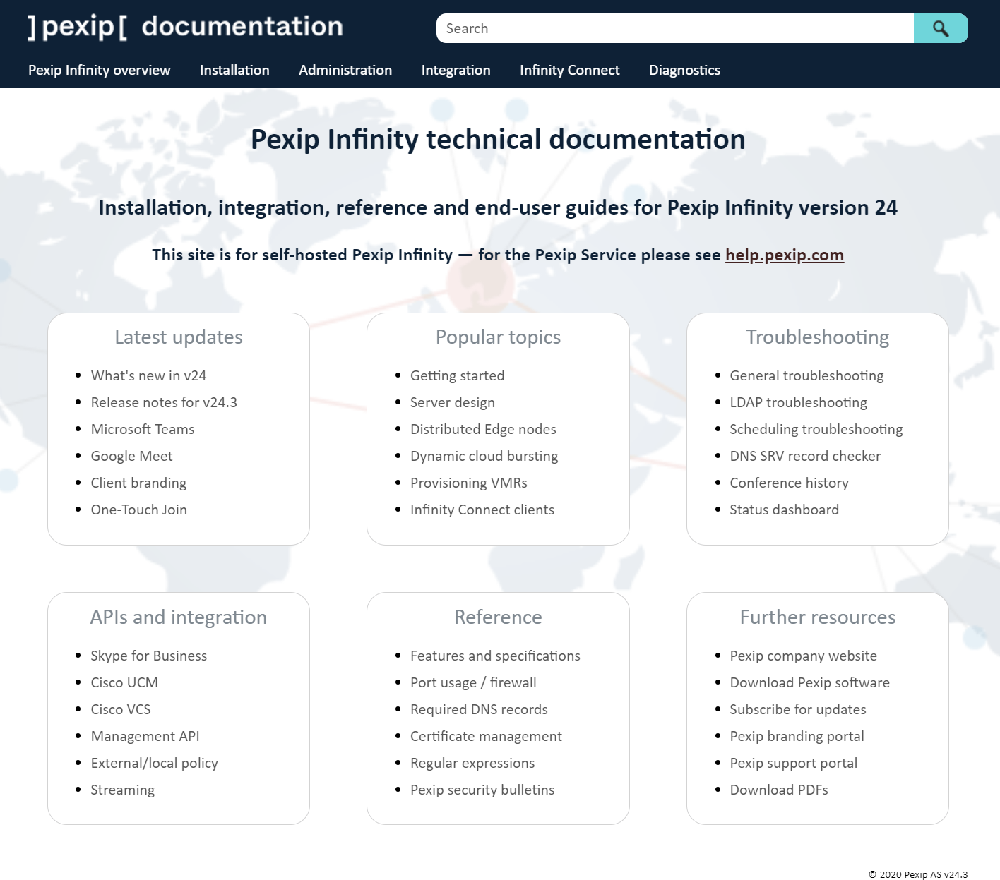 ]pexip[ documentation
Search
Pexip Infinity overview Installation Administration Integration Infinity Connect Diagnostics
Pexip Infinity technical documentation
Installation, integration, reference and end-user guides for Pexip Infinity version 24
This site is for self-hosted Pexip Infinity — for the Pexip Service please see help.pexip.com
Latest updates
• What's new in v24
• Release notes for v24.3
• Microsoft Teams
• Google Meet
• Client branding
• One-Touch Join
Popular topics
• Getting started
• Server design
• Distributed Edge nodes
• Dynamic cloud bursting
• Provisioning VMRs
• Infinity Connect clients
Troubleshooting
• General troubleshooting
• LDAP troubleshooting
• Scheduling troubleshooting
• DNS SRV record checker
• Conference history
• Status dashboard
APIs and integration
• Skype for Business
• Cisco UCM
• Cisco VCS
• Management API
• External/local policy
• Streaming
Reference
• Features and specifications
• Port usage / firewall
• Required DNS records
• Certificate management
• Regular expressions
• Pexip security bulletins
Further resources
• Pexip company website
• Download Pexip software
• Subscribe for updates
• Pexip branding portal
• Pexip support portal
• Download PDFs
© 2020 Pexip AS v24.3